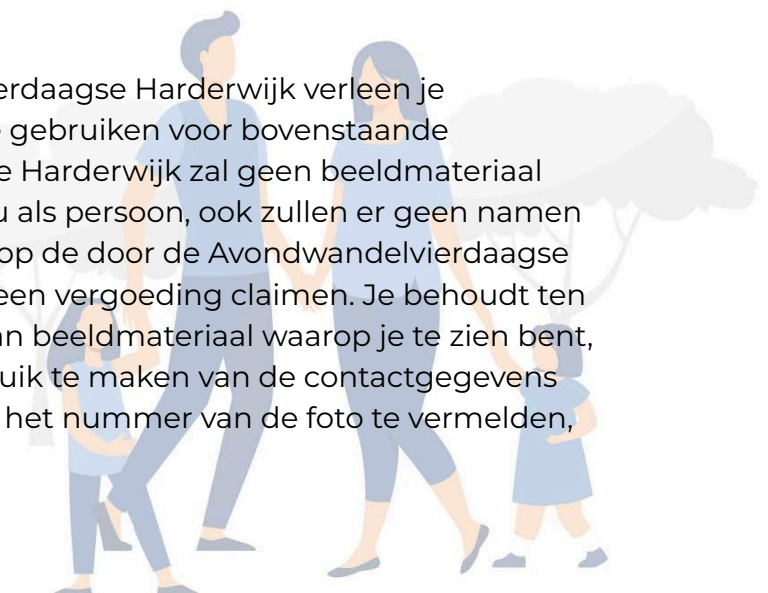 erdaagse Harderwijk verleen je
gebruiken voor bovenstaande
e Harderwijk zal geen beeldmateriaal
u als persoon, ook zullen er geen namen
op de door de Avondwandelvierdaagse
een vergoeding claimen. Je behoudt ten
an beeldmateriaal waarop je te zien bent,
uik te maken van de contactgegevens
het nummer van de foto te vermelden,